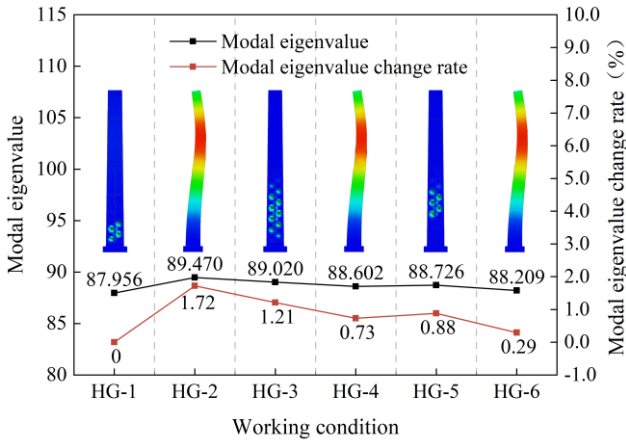 Modal eigenvalue
Modal eigenvalue change rate
115
110
105
100
95
90
85
80
Modal eigenvalue
10.0
9.0
8.0
7.0
6.0
5.0
4.0
3.0
2.0
1.0
0.0
-1.0
Modal eigenvalue change rate（%）
87.956 89.470 89.020 88.602 88.726 88.209
0 1.72 1.21 0.73 0.88 0.29
HG-1 HG-2 HG-3 HG-4 HG-5 HG-6
Working condition